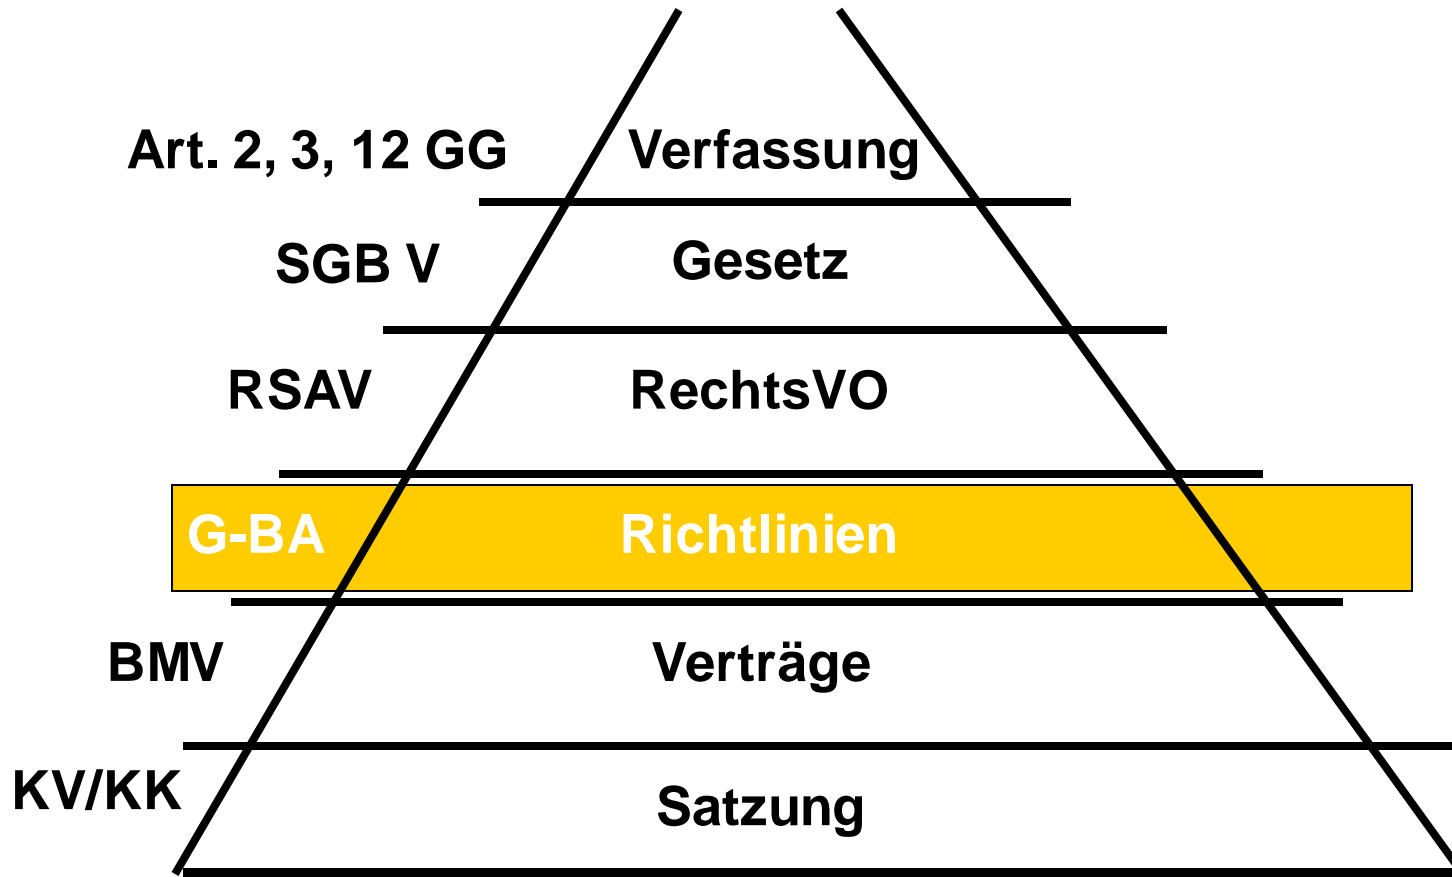 Art. 2, 3, 12 GG Verfassung
SGB V Gesetz
RSAV RechtsVO
G-BA Richtlinien
BMV Verträge
KV/KK Satzung